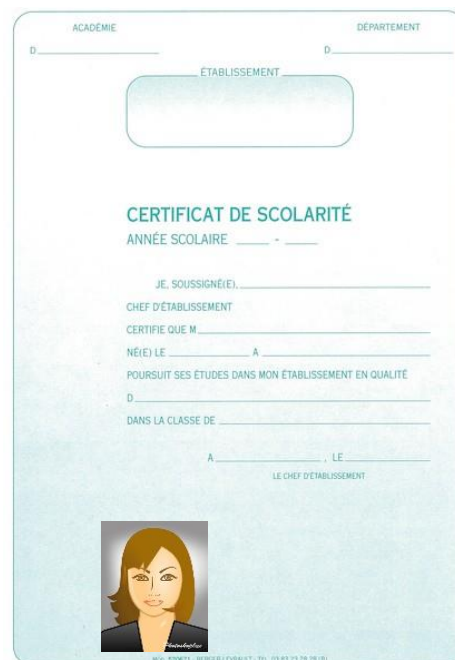 ACADÉMIE DÉPARTEMENT
D D
ÉTABLISSEMENT
CERTIFICAT DE SCOLARITÉ
ANNÉE SCOLAIRE -
JE, SOUSSIGNÉ(E),
CHEF D'ÉTABLISSEMENT
CERTIFIE QUE M
NÉ(E) LE A
POURSUIT SES ÉTUDES DANS MON ÉTABLISSEMENT EN QUALITÉ
D
DANS LA CLASSE DE
A , LE
LE CHEF D'ÉTABLISSEMENT